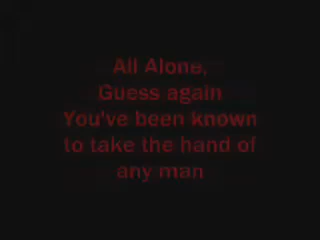 All Alone,
Guess again
You've been known
to take the hand of
any man